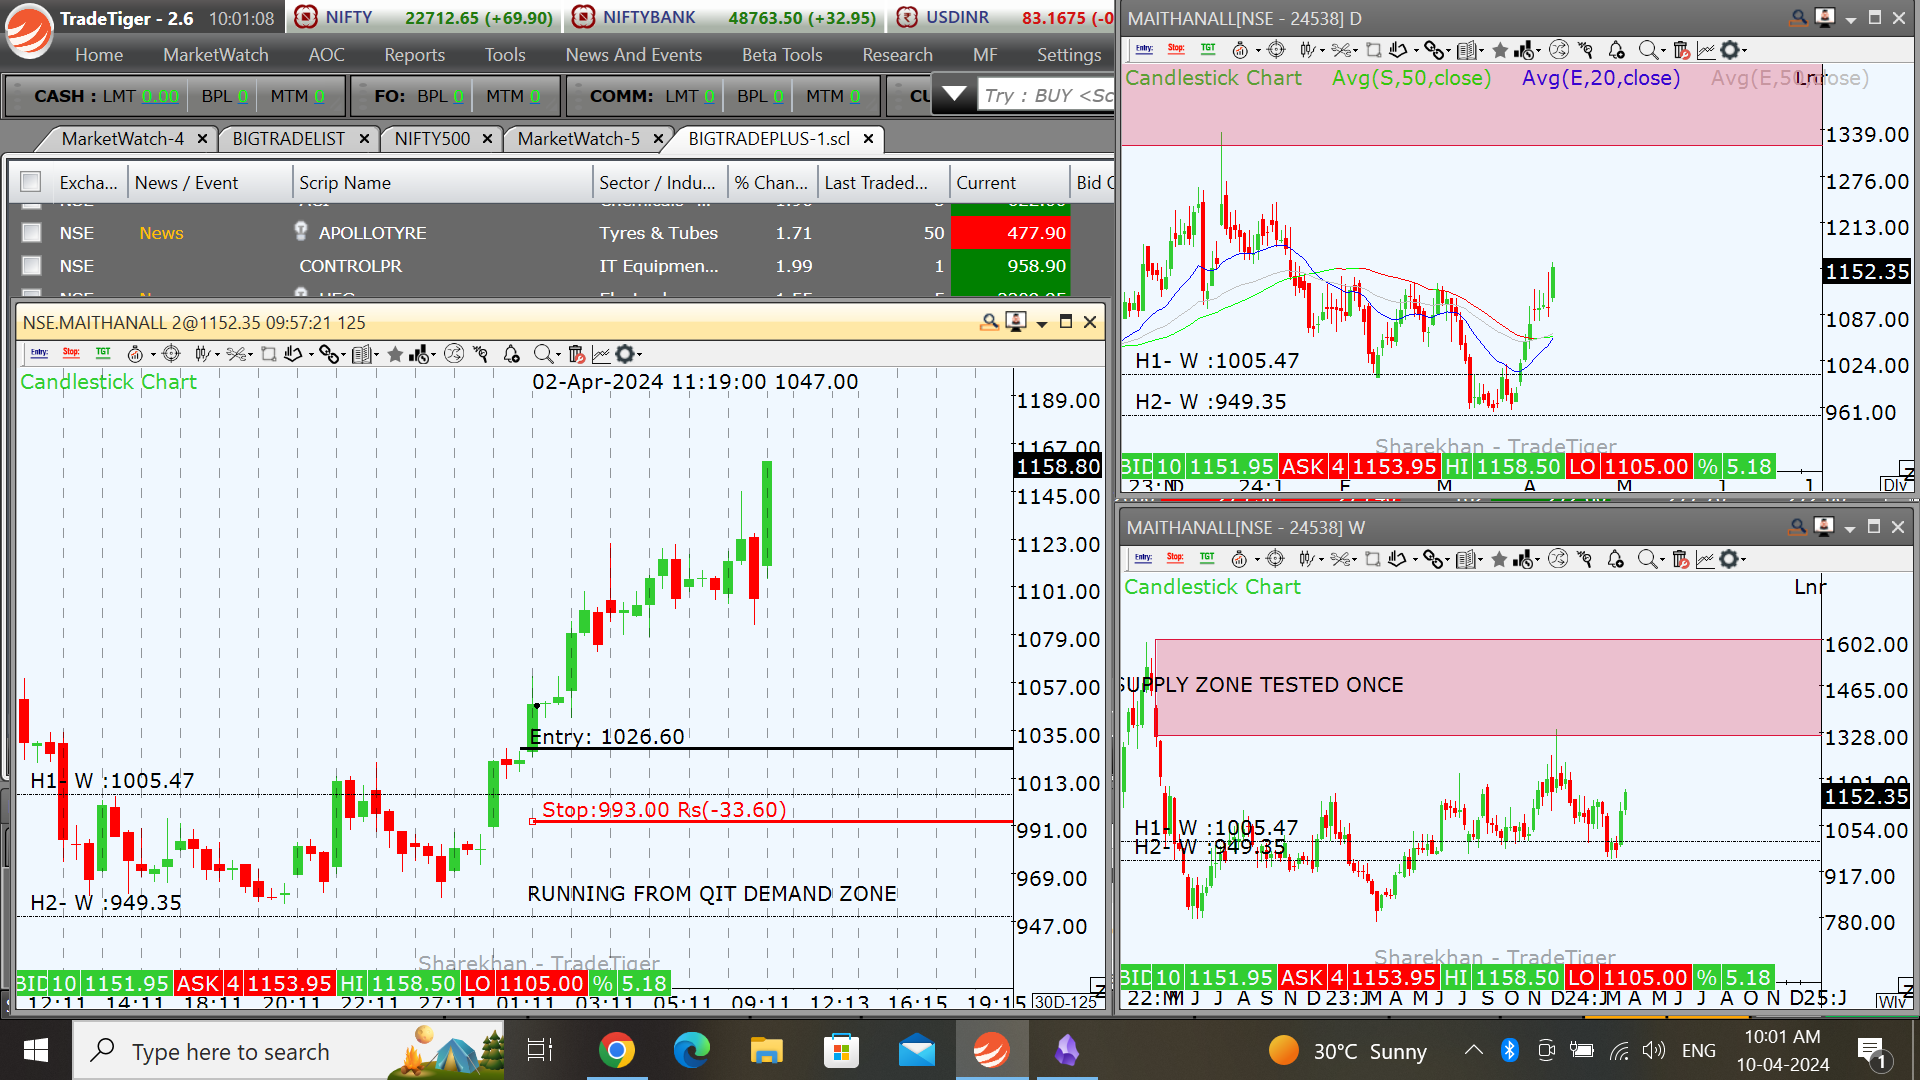 TradeTiger - 2.6 10:01:08 NIFTY 22712.65 (+69.90) NIFTYBANK 48763.50 (+32.95) USDINR 83.1675 (-0
Home MarketWatch AOC Reports Tools News And Events Beta Tools Research MF Settings
CASH : LMT 0.00 BPL 0 MTM 0 FO: BPL 0 MTM 0 COMM: LMT 0 BPL 0 MTM 0 CU Try : BUY <Sc
MarketWatch-4 BIGTRADELIST NIFTY500 MarketWatch-5 BIGTRADEPLUS-1.scl
Excha... News / Event Scrip Name Sector / Indu... % Chan... Last Traded... Current Bid
NSE News APOLLOTYRE Tyres & Tubes 1.71 50 477.90
NSE CONTROLPR IT Equipmen... 1.99 1 958.90
NSE.MAITHANALL 2@1152.35 09:57:21 125
Entry: Stop: TGT
Candlestick Chart
02-Apr-2024 11:19:00 1047.00
1189.00
1167.00
1158.80
1145.00
1123.00
1101.00
1079.00
1057.00
1035.00
1013.00
991.00
969.00
947.00
Entry: 1026.60
H1- W :1005.47
Stop:993.00 Rs(-33.60)
RUNNING FROM QIT DEMAND ZONE
H2- W :949.35
Sharekhan - TradeTiger
BID 10 1151.95 ASK 4 1153.95 HI 1158.50 LO 1105.00 % 5.18
12:11 14:11 18:11 20:11 22:11 27:11 01:11 03:11 05:11 09:11 12:13 16:15 19:15 30D-125
MAITHANALL[NSE - 24538] D
Entry: Stop: TGT
Candlestick Chart Avg(S,50,close) Avg(E,20,close) Avg(E,50,close) Lnr
1339.00
1276.00
1213.00
1152.35
1087.00
1024.00
961.00
H1- W :1005.47
H2- W :949.35
Sharekhan - TradeTiger
BID 10 1151.95 ASK 4 1153.95 HI 1158.50 LO 1105.00 % 5.18
MAITHANALL[NSE - 24538] W
Entry: Stop: TGT
Candlestick Chart Lnr
SUPPLY ZONE TESTED ONCE
1602.00
1465.00
1328.00
1191.00
1152.35
1054.00
917.00
780.00
H1- W :1005.47
H2- W :949.35
Sharekhan - TradeTiger
BID 10 1151.95 ASK 4 1153.95 HI 1158.50 LO 1105.00 % 5.18
Type here to search
30°C Sunny
ENG
10:01 AM
10-04-2024
1